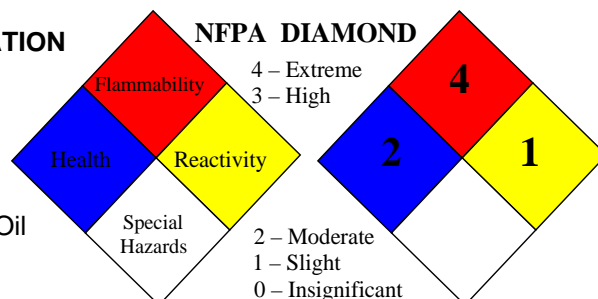 ATION
NFPA DIAMOND
4 – Extreme
3 – High
Flammability
Health
Reactivity
Special
Hazards
Oil
2 – Moderate
1 – Slight
0 – Insignificant
4
2
1